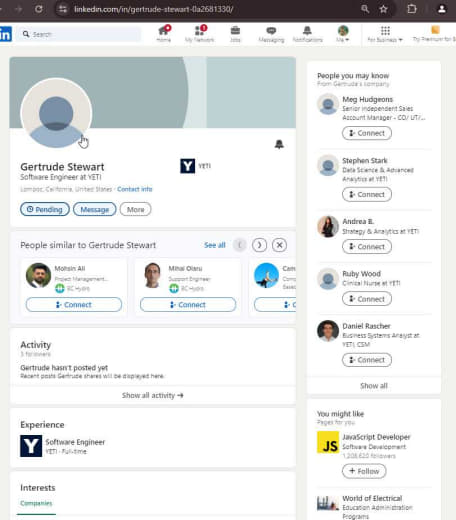 linkedin.com/in/gertrude-stewart-0a2681330/
in
Search
Home
My Network
Jobs
Messaging
Notifications
Me
For Business
Try Premium for $
Gertrude Stewart
Software Engineer at YETI
Lompoc, California, United States · Contact info
YETI
Pending
Message
More
People similar to Gertrude Stewart
See all
Mohsin Ali
Project Management...
BC Hydro
Connect
Mihai Olaru
Support Engineer
BC Hydro
Connect
Cam
C
Activity
3 followers
Gertrude hasn't posted yet
Recent posts Gertrude shares will be displayed here.
Show all activity →
Experience
Y
Software Engineer
YETI · Full-time
Interests
Companies
People you may know
From Gertrude's company
Meg Hudgeons
Senior Independent Sales
Account Manager - CO/ UT/...
Connect
Stephen Stark
Data Science & Advanced
Analytics at YETI
Connect
Andrea B.
Strategy & Analytics at YETI
Connect
Ruby Wood
Clinical Nurse at YETI
Connect
Daniel Rascher
Business Systems Analyst at
YETI, CSM
Connect
Show all
You might like
Pages for you
JS
JavaScript Developer
Software Development
1,208,620 followers
+ Follow
World of Electrical
Education Administration
Programs